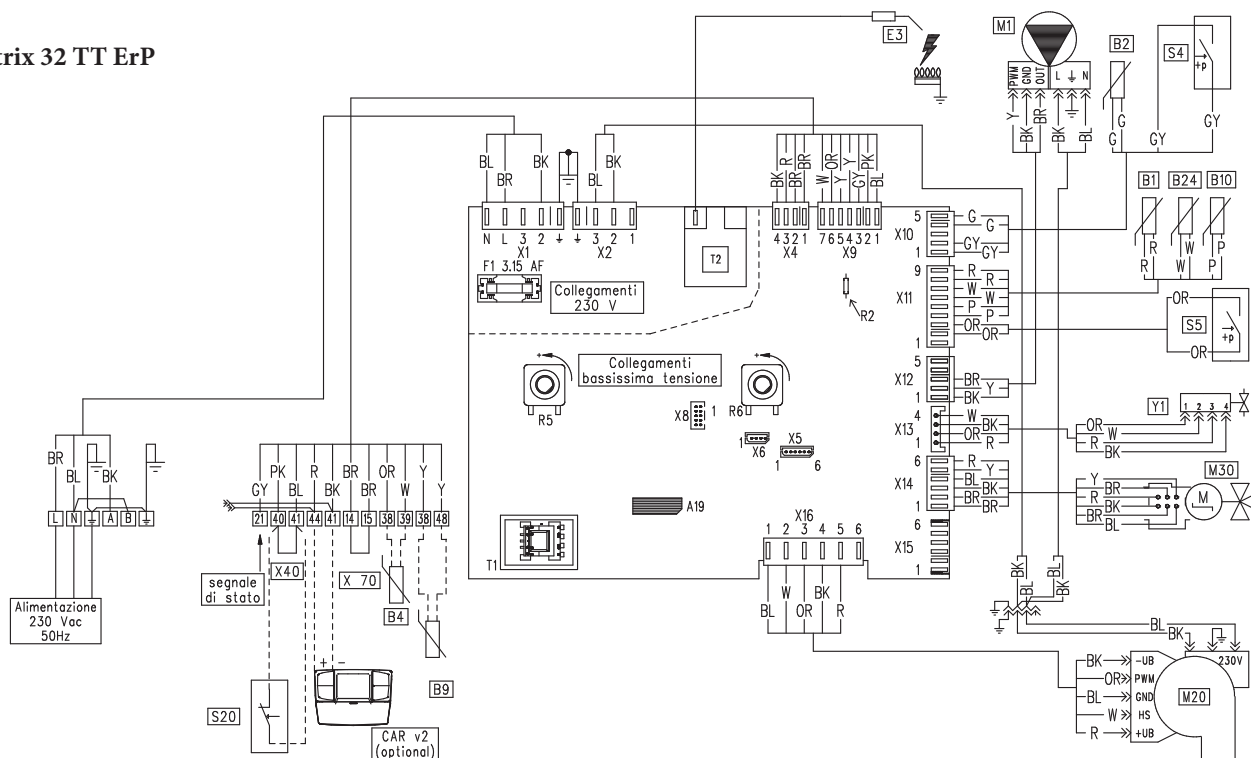 trix 32 TT ErP
E3
M1
B2
S4
+p
PWM GND OUT L N
Y BK BR BK BL
G G GY GY
B1 B24 B10
R R W W P P
OR
S5
+p
OR
BL BR BK BL BK
BK R BR BR W OR Y Y GY PK BL
N L 3 2 3 2 1
X1 X2
4 3 2 1 7 6 5 4 3 2 1
X4 X9
T2
F1 3.15 AF
Collegamenti
230 V
R2
5 X10 1
G G GY GY
9 X11 1
R R W W P P OR OR
Collegamenti
bassissima tensione
R5
R6
X8 1
1 X6
X5
1 6
A19
T1
5 X12 1
BR Y BK
4 X13 1
W BK OR R
6 X14 1
R Y BL BK BR BR
6 X15 1
Y1
1 2 3 4
OR W R BK
M30
M
Y BR R BK BR BL
X16
1 2 3 4 5 6
BL W OR BK R
BR BL BK
L N A B
Alimentazione
230 Vac
50Hz
GY PK BL R BK BR BR OR W Y Y
21 40 41 44 41 14 15 38 39 38 48
segnale
di stato
X40
X 70
B4
B9
S20
+ -
CAR v2
(optional)
BK BL BL BK
BL
BK
230V
BK -UB
OR PWM
BL GND
W HS
R +UB
M20